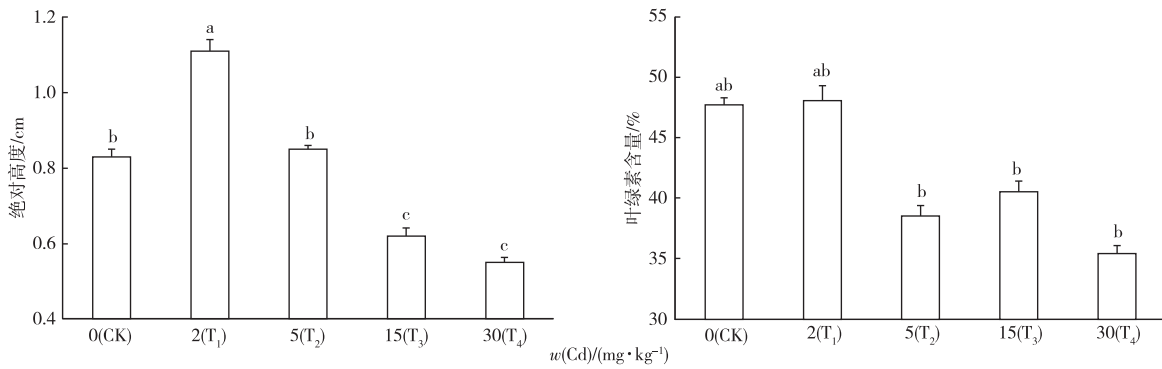 绝对高度/cm
1.2
1.0
0.8
0.6
0.4
b
a
b
c
c
0(CK)
2(T₁)
5(T₂)
15(T₃)
30(T₄)
叶绿素含量/%
55
50
45
40
35
30
ab
ab
b
b
b
0(CK)
2(T₁)
5(T₂)
15(T₃)
30(T₄)
w(Cd)/(mg·kg⁻¹)